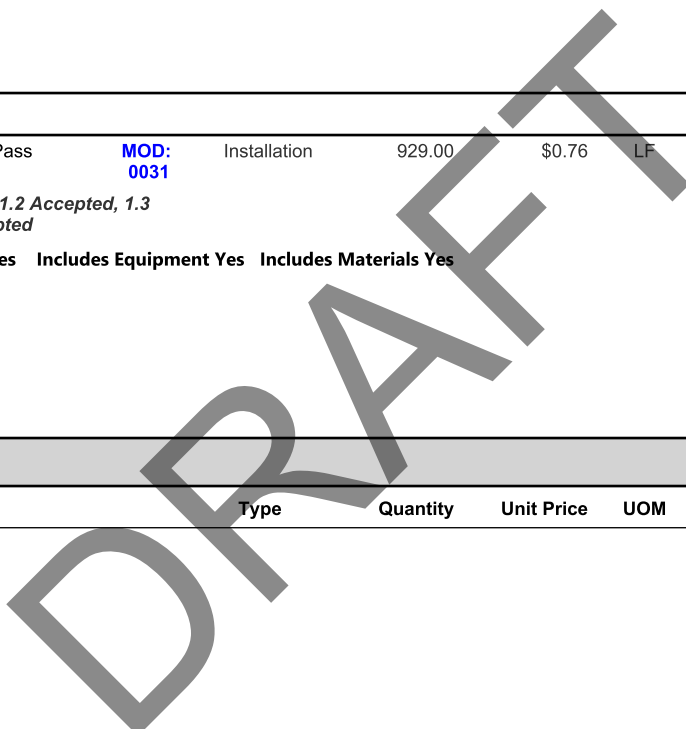 Pass MOD: Installation 929.00 $0.76 LF
0031
1.2 Accepted, 1.3
pted
es Includes Equipment Yes Includes Materials Yes
Type Quantity Unit Price UOM
DRAFT